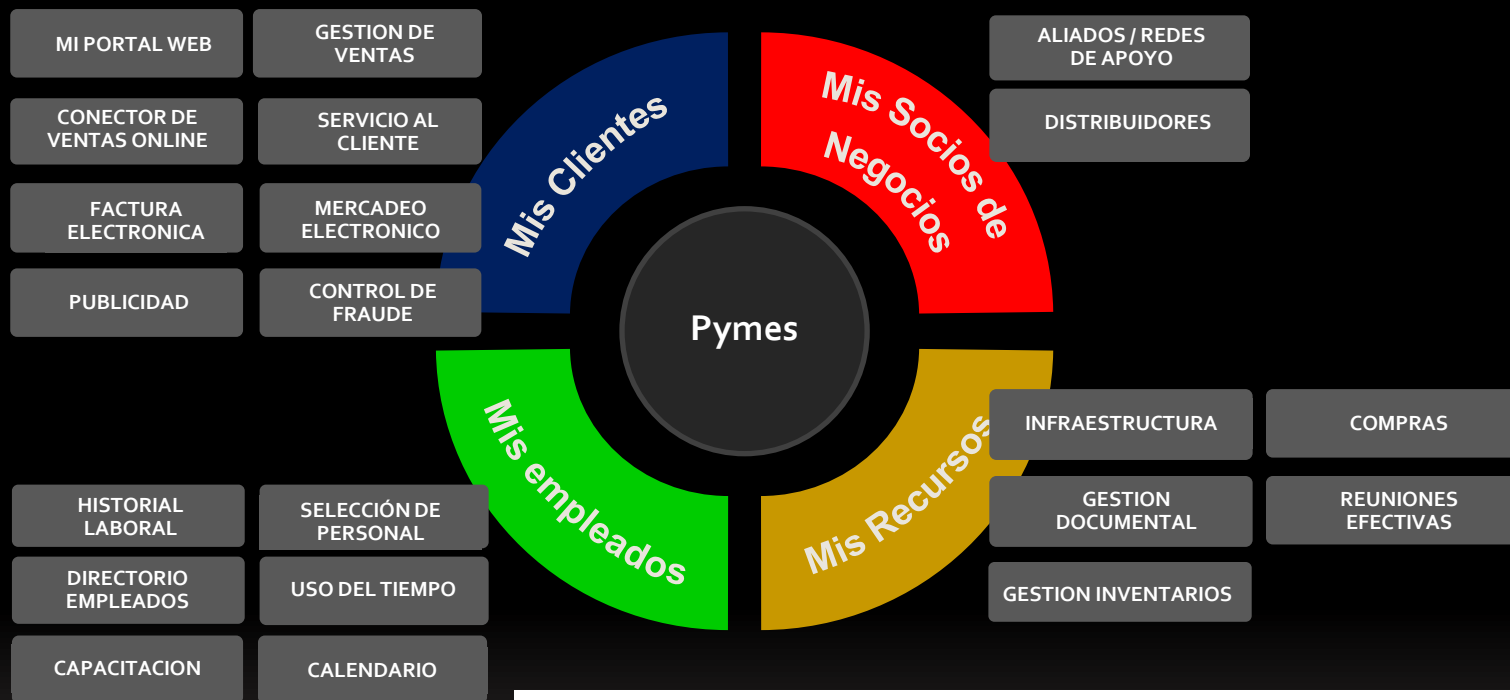 MI PORTAL WEB
GESTION DE
VENTAS
CONECTOR DE
VENTAS ONLINE
SERVICIO AL
CLIENTE
FACTURA
ELECTRONICA
MERCADEO
ELECTRONICO
PUBLICIDAD
CONTROL DE
FRAUDE
Mis Clientes
Mis Socios de
Negocios
ALIADOS / REDES
DE APOYO
DISTRIBUIDORES
Pymes
Mis empleados
HISTORIAL
LABORAL
SELECCIÓN DE
PERSONAL
DIRECTORIO
EMPLEADOS
USO DEL TIEMPO
CAPACITACION
CALENDARIO
Mis Recursos
INFRAESTRUCTURA
COMPRAS
GESTION
DOCUMENTAL
REUNIONES
EFECTIVAS
GESTION INVENTARIOS